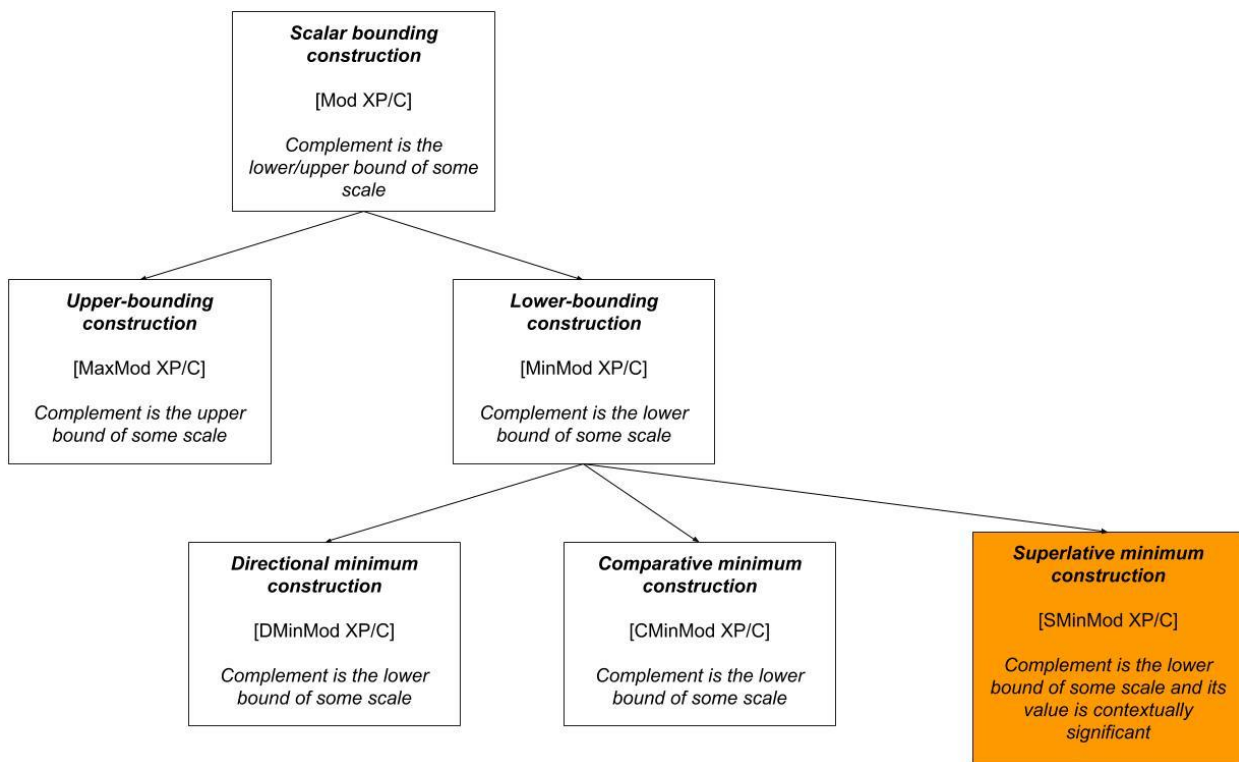 Scalar bounding
construction
[Mod XP/C]
Complement is the
lower/upper bound of some
scale
Upper-bounding
construction
[MaxMod XP/C]
Complement is the upper
bound of some scale
Lower-bounding
construction
[MinMod XP/C]
Complement is the lower
bound of some scale
Directional minimum
construction
[DMinMod XP/C]
Complement is the lower
bound of some scale
Comparative minimum
construction
[CMinMod XP/C]
Complement is the lower
bound of some scale
Superlative minimum
construction
[SMinMod XP/C]
Complement is the lower
bound of some scale and its
value is contextually
significant